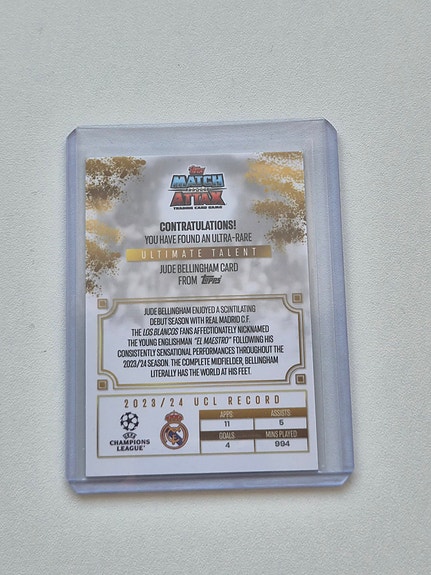 Topps
MATCH
ATTAX
TRADING CARD GAME
CONTRATULATIONS!
YOU HAVE FOUND AN ULTRA-RARE
ULTIMATE TALENT
JUDE BELLINGHAM CARD
FROM Topps
JUDE BELLINGHAM ENJOYED A SCINTILLATING
DEBUT SEASON WITH REAL MADRID C.F.
THE LOS BLANCOS FANS AFFECTIONATELY NICKNAMED
THE YOUNG ENGLISHMAN "EL MAESTRO" FOLLOWING HIS
CONSISTENTLY SENSATIONAL PERFORMANCES THROUGHOUT THE
2023/24 SEASON. THE COMPLETE MIDFIELDER, BELLINGHAM
LITERALLY HAS THE WORLD AT HIS FEET.
2023/24 UCL RECORD
APPS: ASSISTS:
11 5
GOALS: MINS PLAYED
4 994
UEFA
CHAMPIONS
LEAGUE